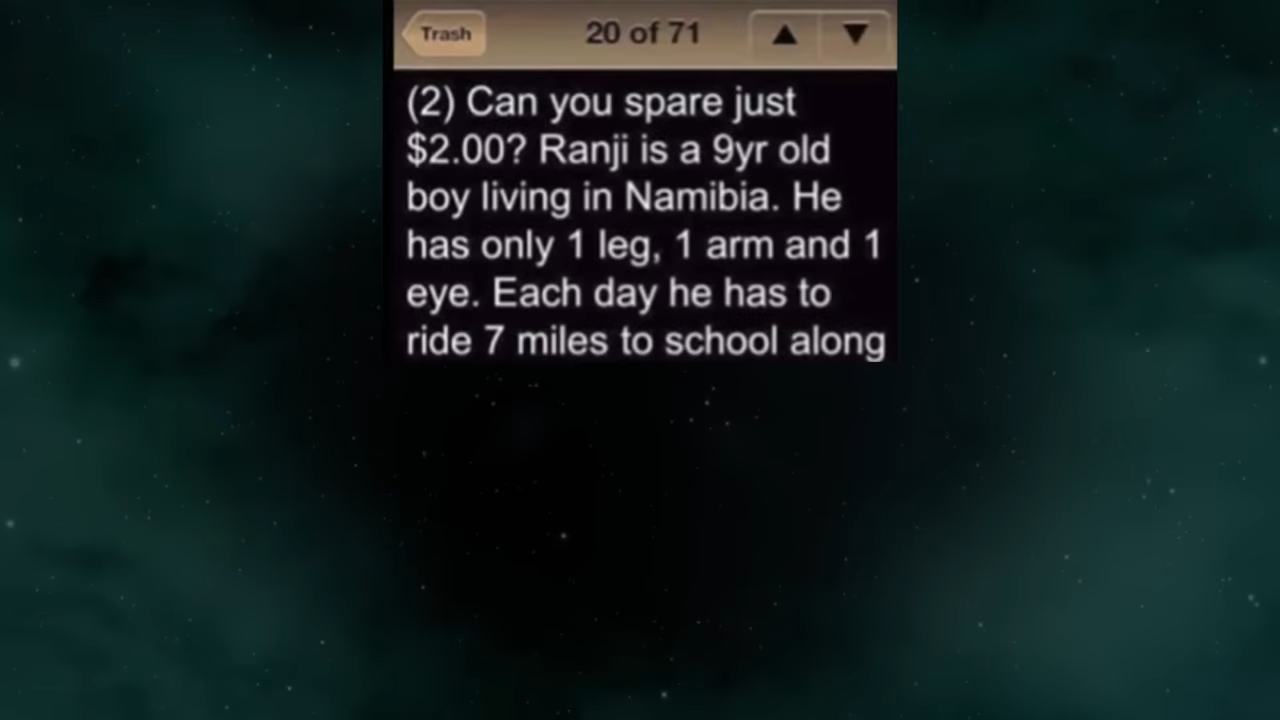 Trash
20 of 71
(2) Can you spare just
$2.00? Ranji is a 9yr old
boy living in Namibia. He
has only 1 leg, 1 arm and 1
eye. Each day he has to
ride 7 miles to school along